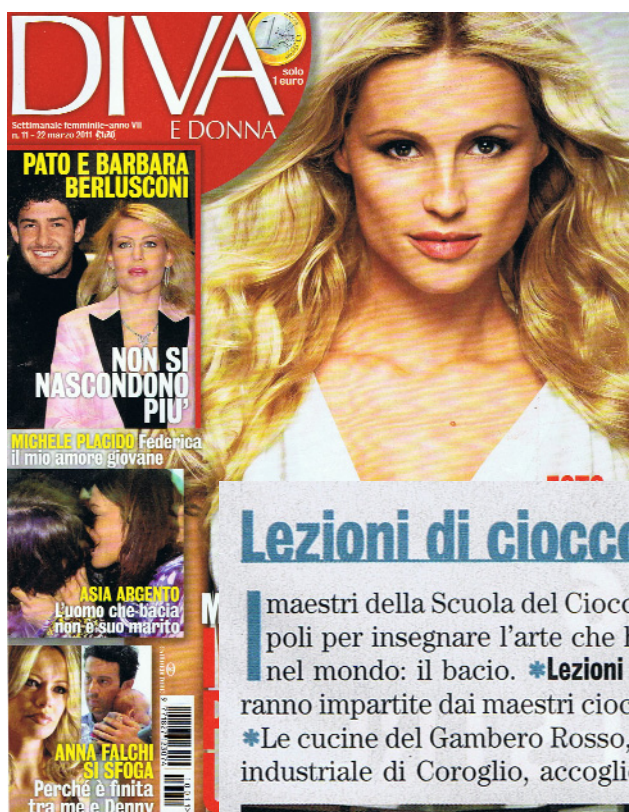 DIVA
E DONNA
1
solo
1 euro
Settimanale femminile-anno VII
n. 11 - 22 marzo 2011
PATO E BARBARA
BERLUSCONI
NON SI
NASCONDONO
PIU'
MICHELE PLACIDO Federica
il mio amore giovane
ASIA ARGENTO
L'uomo che bacia
non è suo marito
ANNA FALCHI
SI SFOGA
Perché è finita
tra me e Denny
Lezioni di ciocco
I maestri della Scuola del Ciocc
poli per insegnare l'arte che
nel mondo: il bacio. *Lezioni
ranno impartite dai maestri cioc
*Le cucine del Gambero Rosso,
industriale di Coroglio, accogli